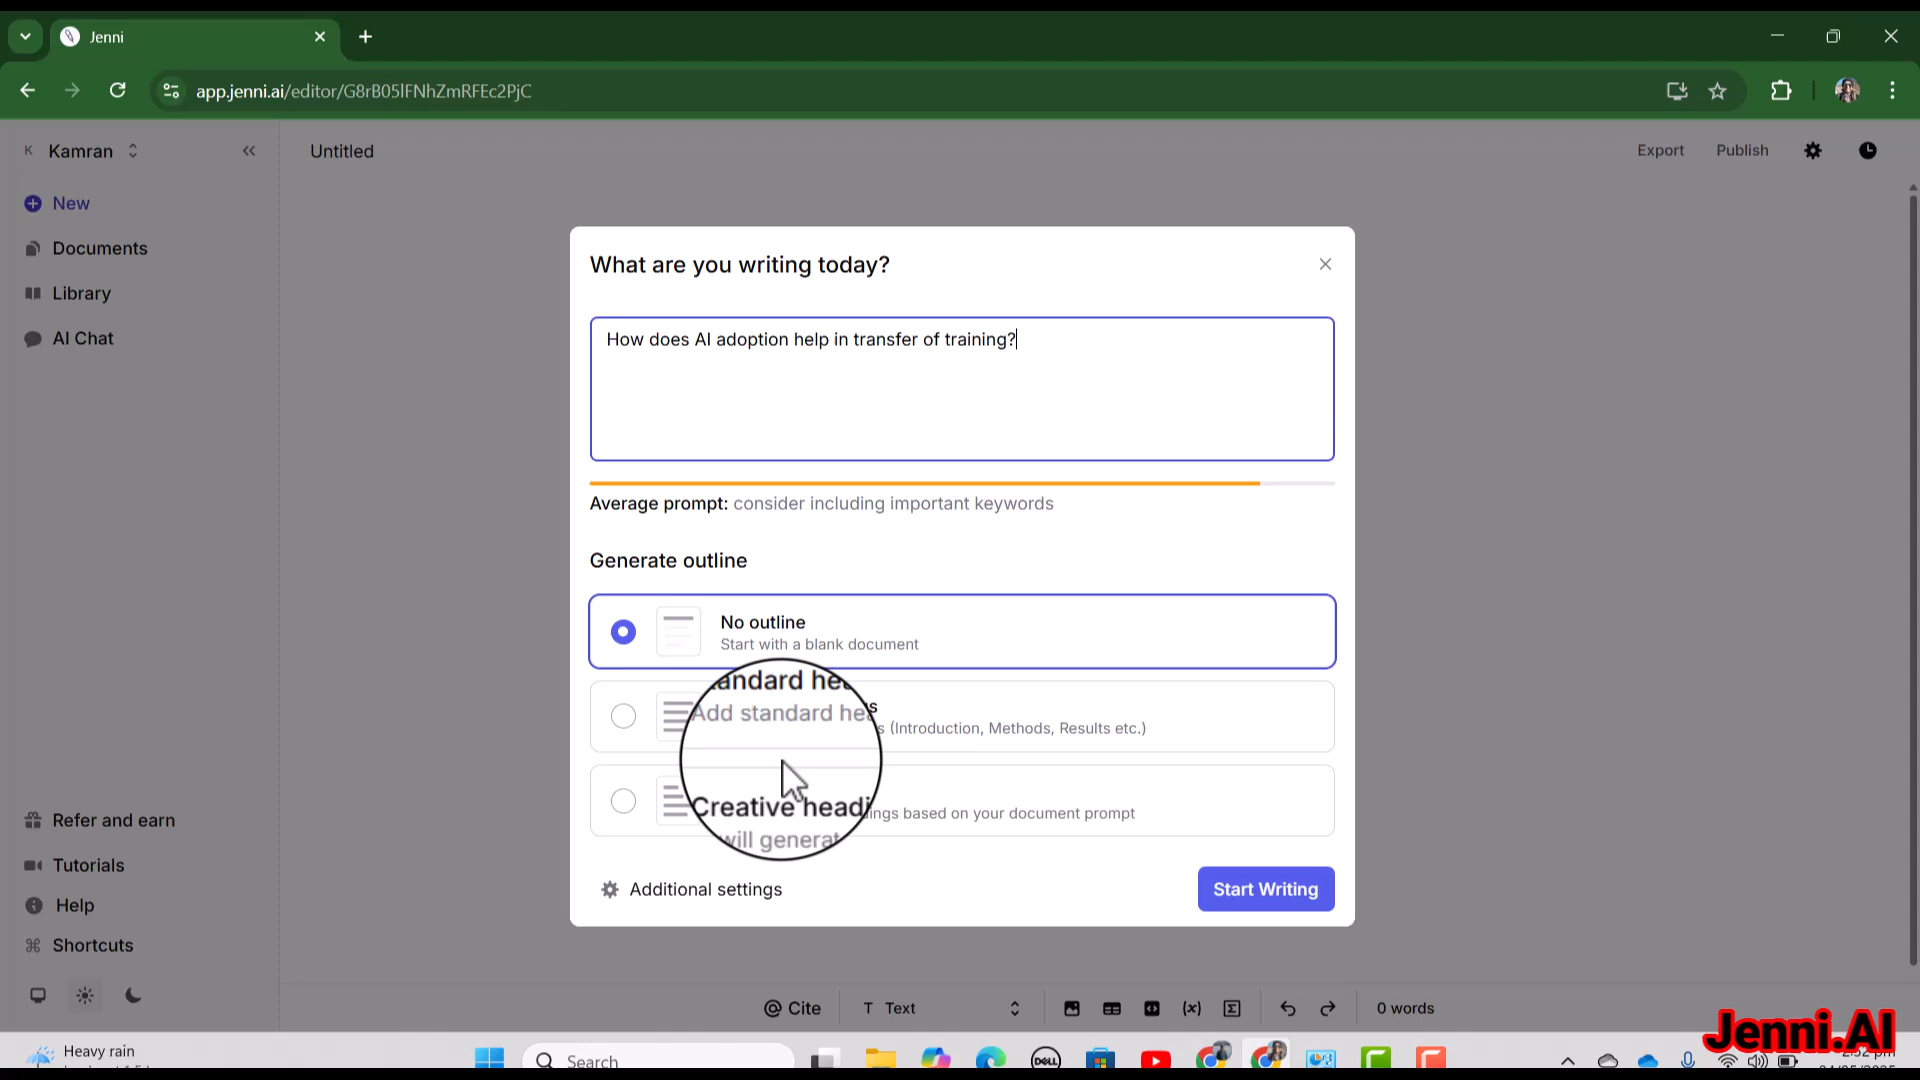 Jenni
app.jenni.ai/editor/G8rB05lFNhZmRFEc2PjC
K Kamran
Untitled
Export
Publish
New
Documents
Library
AI Chat
What are you writing today?
How does AI adoption help in transfer of training?
Average prompt: consider including important keywords
Generate outline
No outline
Start with a blank document
andard hea
Add standard hea
s (Introduction, Methods, Results etc.)
Creative headi
will generat
ings based on your document prompt
Additional settings
Start Writing
Refer and earn
Tutorials
Help
Shortcuts
@ Cite
T Text
0 words
Heavy rain
Search
DELL
Jenni.AI